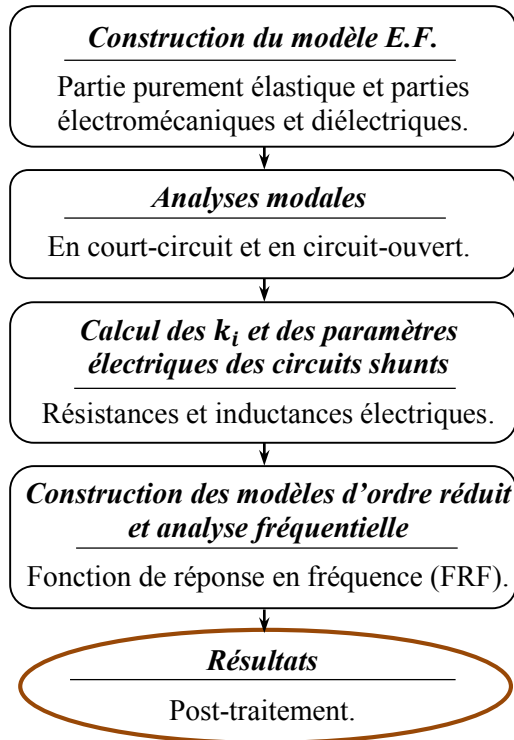 Construction du modèle E.F.
Partie purement élastique et parties
électromécaniques et diélectriques.
Analyses modales
En court-circuit et en circuit-ouvert.
Calcul des k_i et des paramètres
électriques des circuits shunts
Résistances et inductances électriques.
Construction des modèles d’ordre réduit
et analyse fréquentielle
Fonction de réponse en fréquence (FRF).
Résultats
Post-traitement.